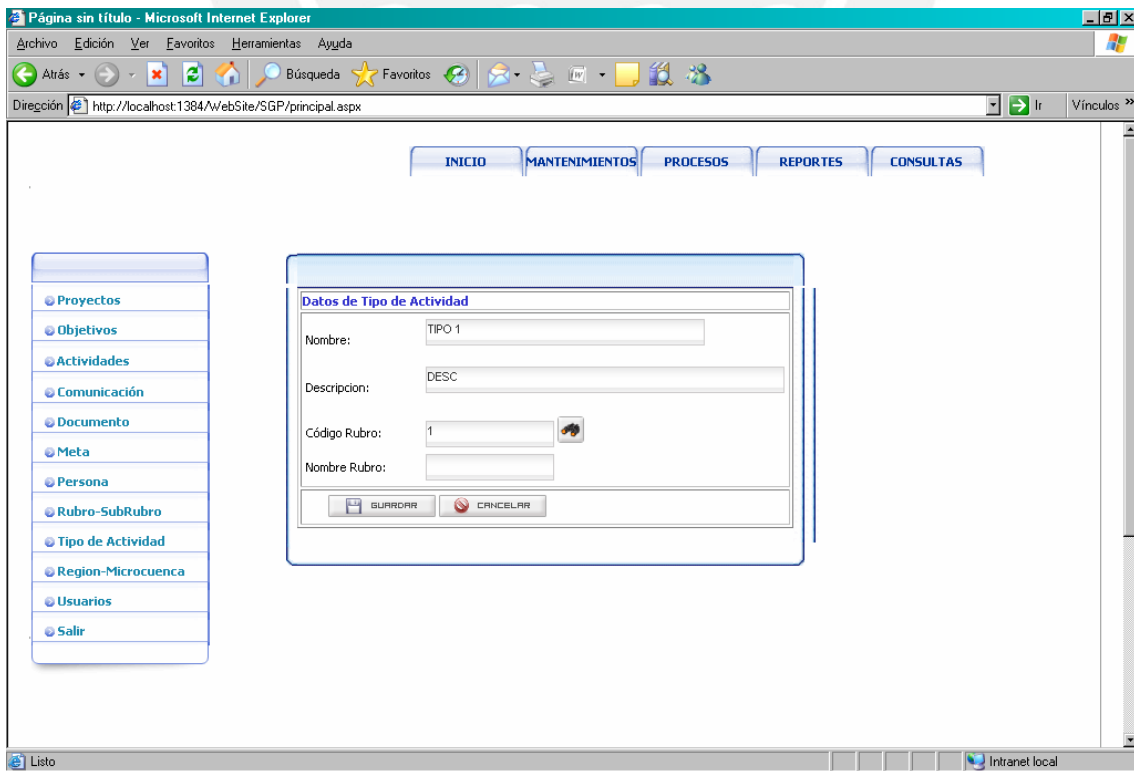 Página sin título - Microsoft Internet Explorer
Archivo Edición Ver Favoritos Herramientas Ayuda
Atrás Búsqueda Favoritos
Dirección http://localhost:1384/WebSite/SGP/principal.aspx Ir Vínculos »
INICIO MANTENIMIENTOS PROCESOS REPORTES CONSULTAS
Proyectos
Objetivos
Actividades
Comunicación
Documento
Meta
Persona
Rubro-SubRubro
Tipo de Actividad
Region-Microcuenca
Usuarios
Salir
Datos de Tipo de Actividad
Nombre: TIPO 1
Descripcion: DESC
Código Rubro: 1
Nombre Rubro:
GUARDAR CANCELAR
Listo Intranet local